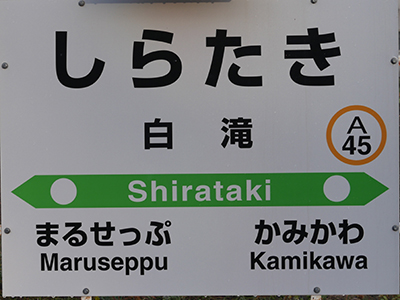 しらたき
白滝
A
45
Shirataki
まるせっぷ
Maruseppu
かみかわ
Kamikawa